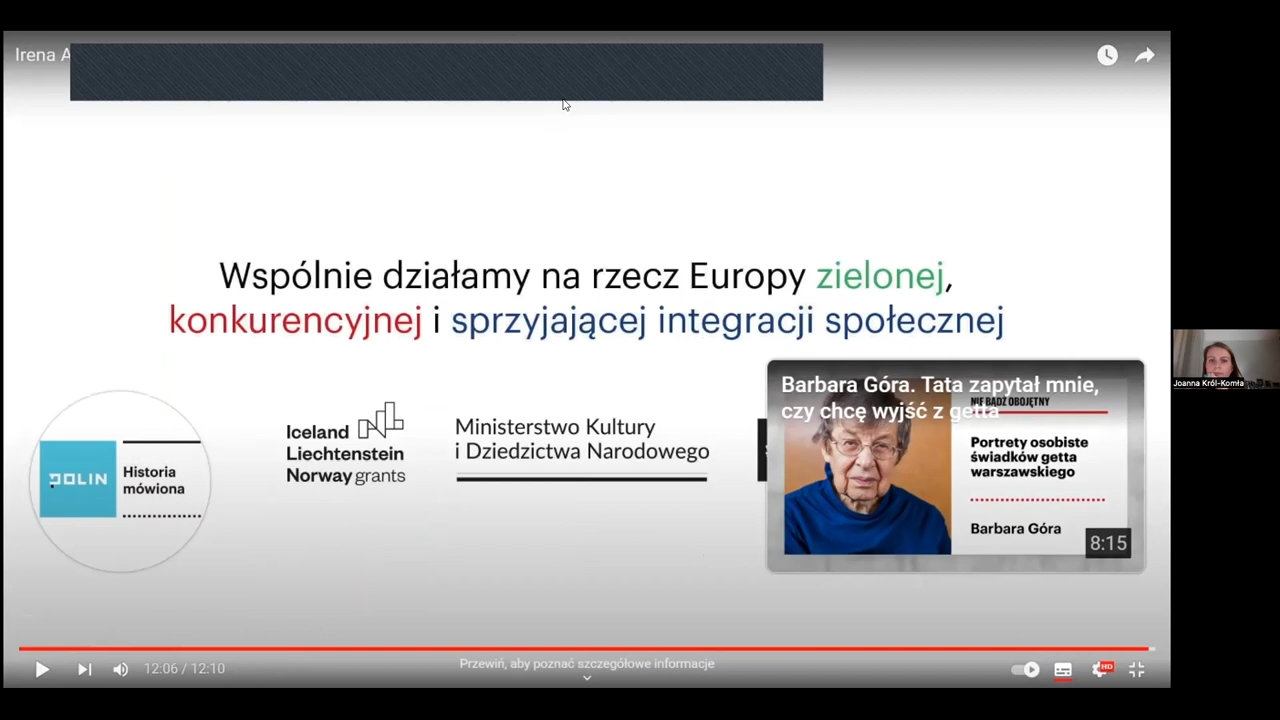 Irena A
Wspólnie działamy na rzecz Europy zielonej,
konkurencyjnej i sprzyjającej integracji społecznej
POLIN
Historia
mówiona
Iceland
Liechtenstein
Norway grants
Ministerstwo Kultury
i Dziedzictwa Narodowego
Barbara Góra. Tata zapytał mnie,
czy chcę wyjść z getta
NIE BĄDŹ OBOJĘTNY
Portrety osobiste
świadków getta
warszawskiego
Barbara Góra
8:15
Joanna Król-Komła
12:06 / 12:10
Przewiń, aby poznać szczegółowe informacje
HD